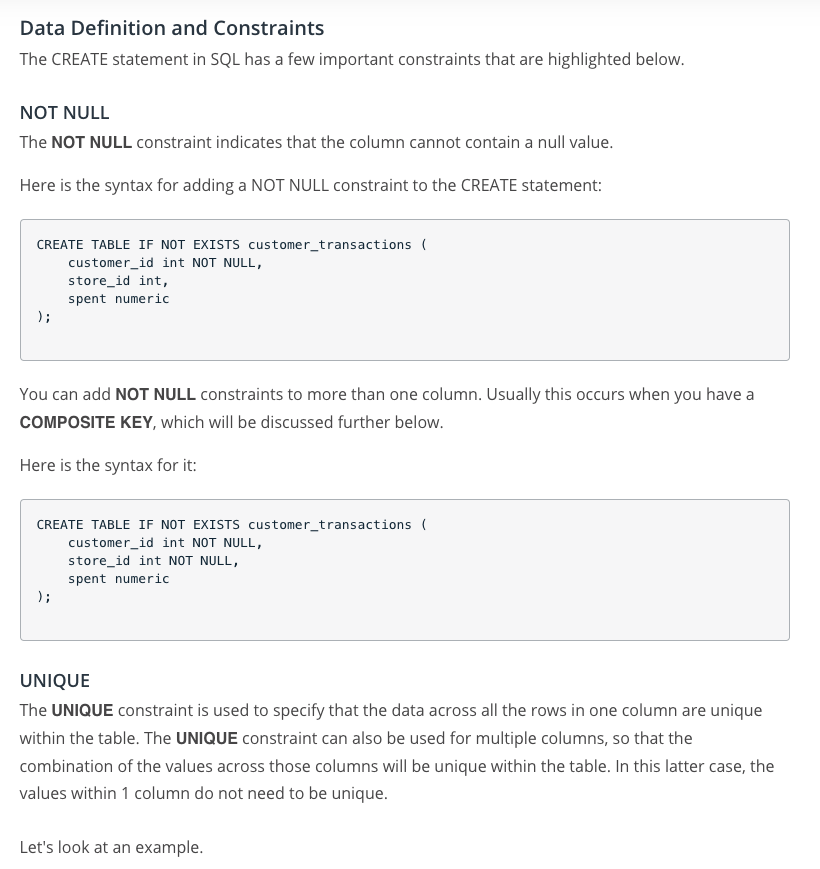 Data Definition and Constraints
The CREATE statement in SQL has a few important constraints that are highlighted below.
NOT NULL
The NOT NULL constraint indicates that the column cannot contain a null value.
Here is the syntax for adding a NOT NULL constraint to the CREATE statement:
CREATE TABLE IF NOT EXISTS customer_transactions (
    customer_id int NOT NULL,
    store_id int,
    spent numeric
);
You can add NOT NULL constraints to more than one column. Usually this occurs when you have a
COMPOSITE KEY, which will be discussed further below.
Here is the syntax for it:
CREATE TABLE IF NOT EXISTS customer_transactions (
    customer_id int NOT NULL,
    store_id int NOT NULL,
    spent numeric
);
UNIQUE
The UNIQUE constraint is used to specify that the data across all the rows in one column are unique
within the table. The UNIQUE constraint can also be used for multiple columns, so that the
combination of the values across those columns will be unique within the table. In this latter case, the
values within 1 column do not need to be unique.
Let's look at an example.